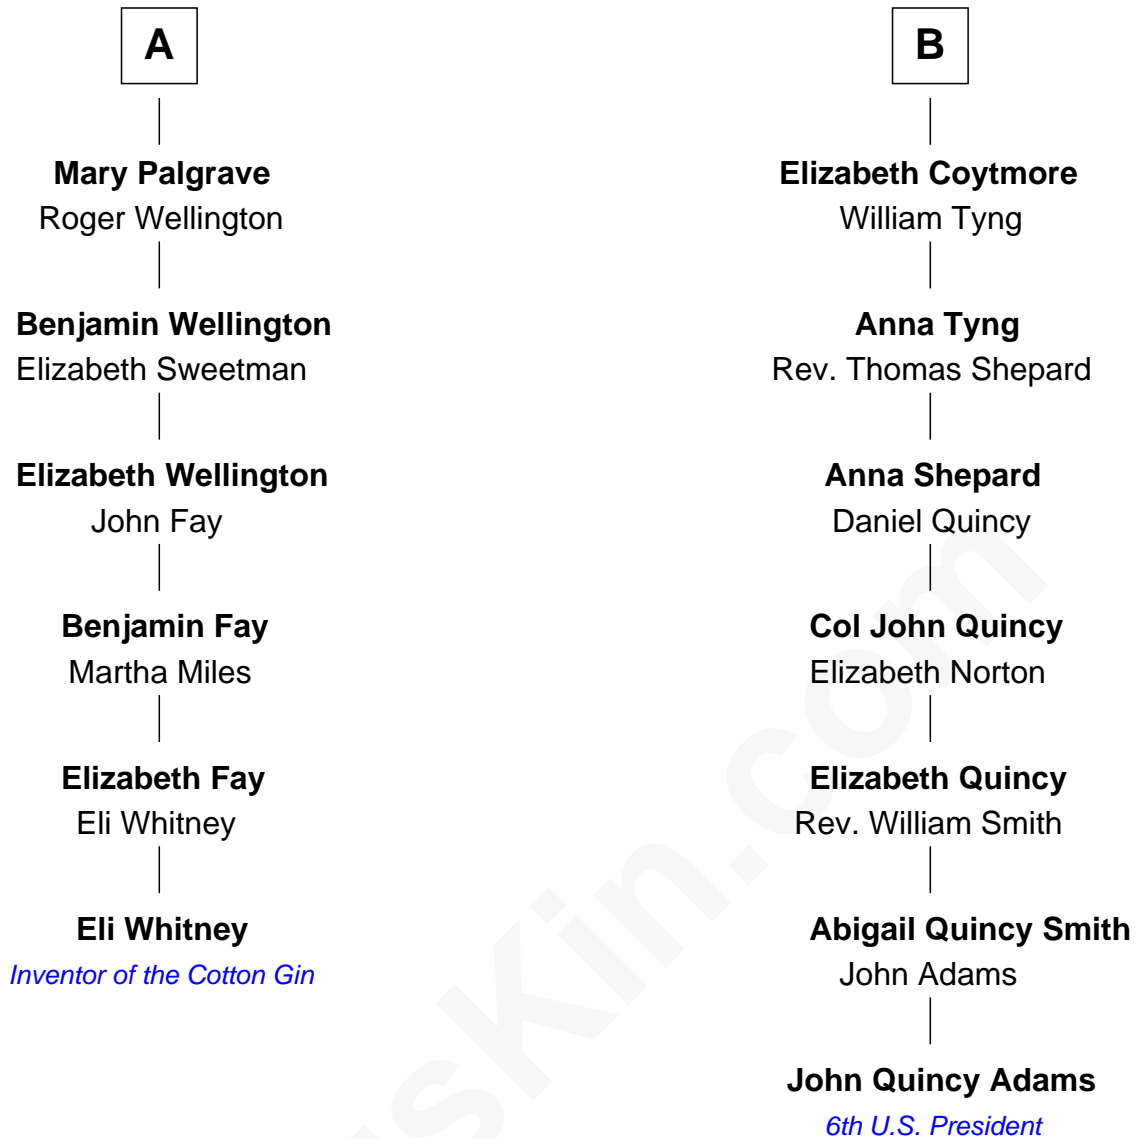 A
Mary Palgrave
Roger Wellington
Benjamin Wellington
Elizabeth Sweetman
Elizabeth Wellington
John Fay
Benjamin Fay
Martha Miles
Elizabeth Fay
Eli Whitney
Eli Whitney
Inventor of the Cotton Gin
B
Elizabeth Coytmore
William Tyng
Anna Tyng
Rev. Thomas Shepard
Anna Shepard
Daniel Quincy
Col John Quincy
Elizabeth Norton
Elizabeth Quincy
Rev. William Smith
Abigail Quincy Smith
John Adams
John Quincy Adams
6th U.S. President
sKin.com